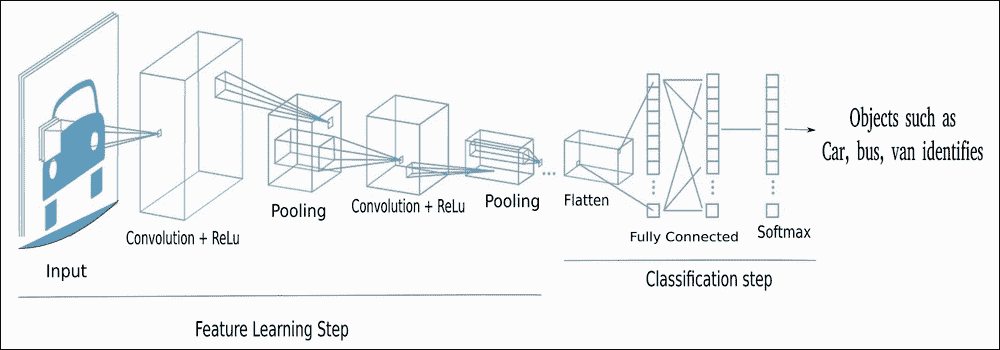 Input
Convolution + ReLu
Pooling
Convolution + ReLu
Pooling
...
Flatten
Fully Connected
Softmax
Objects such as
Car, bus, van identifies
Feature Learning Step
Classification step